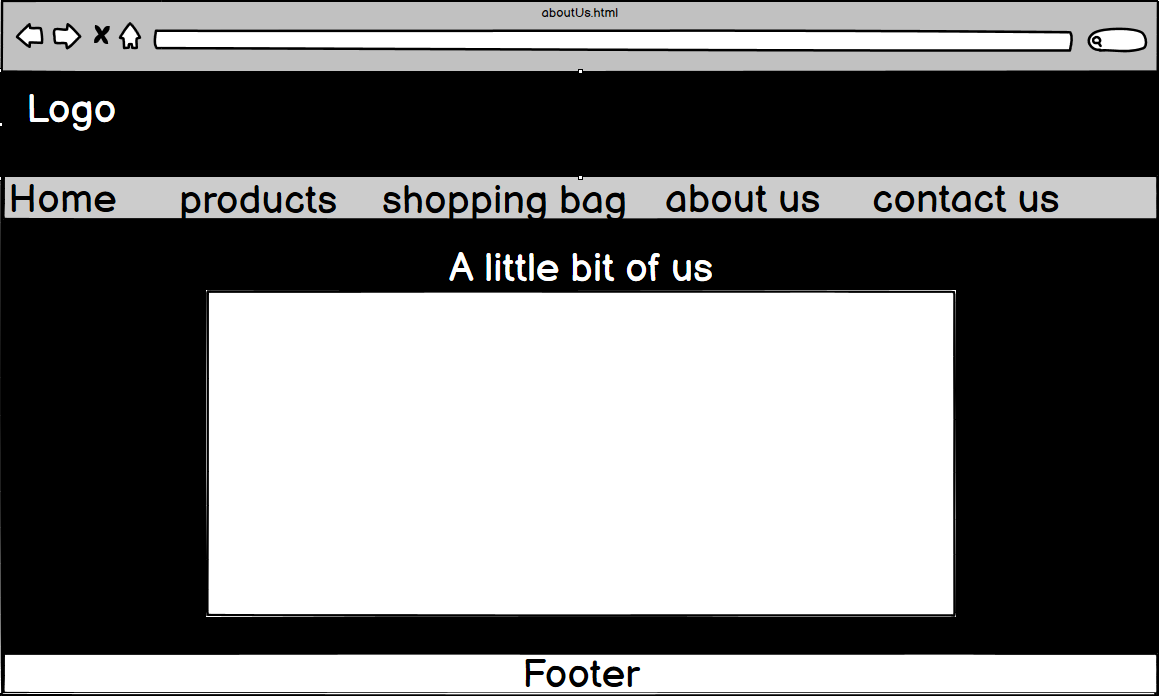 aboutUs.html
Logo
Home products shopping bag about us contact us
A little bit of us
Footer